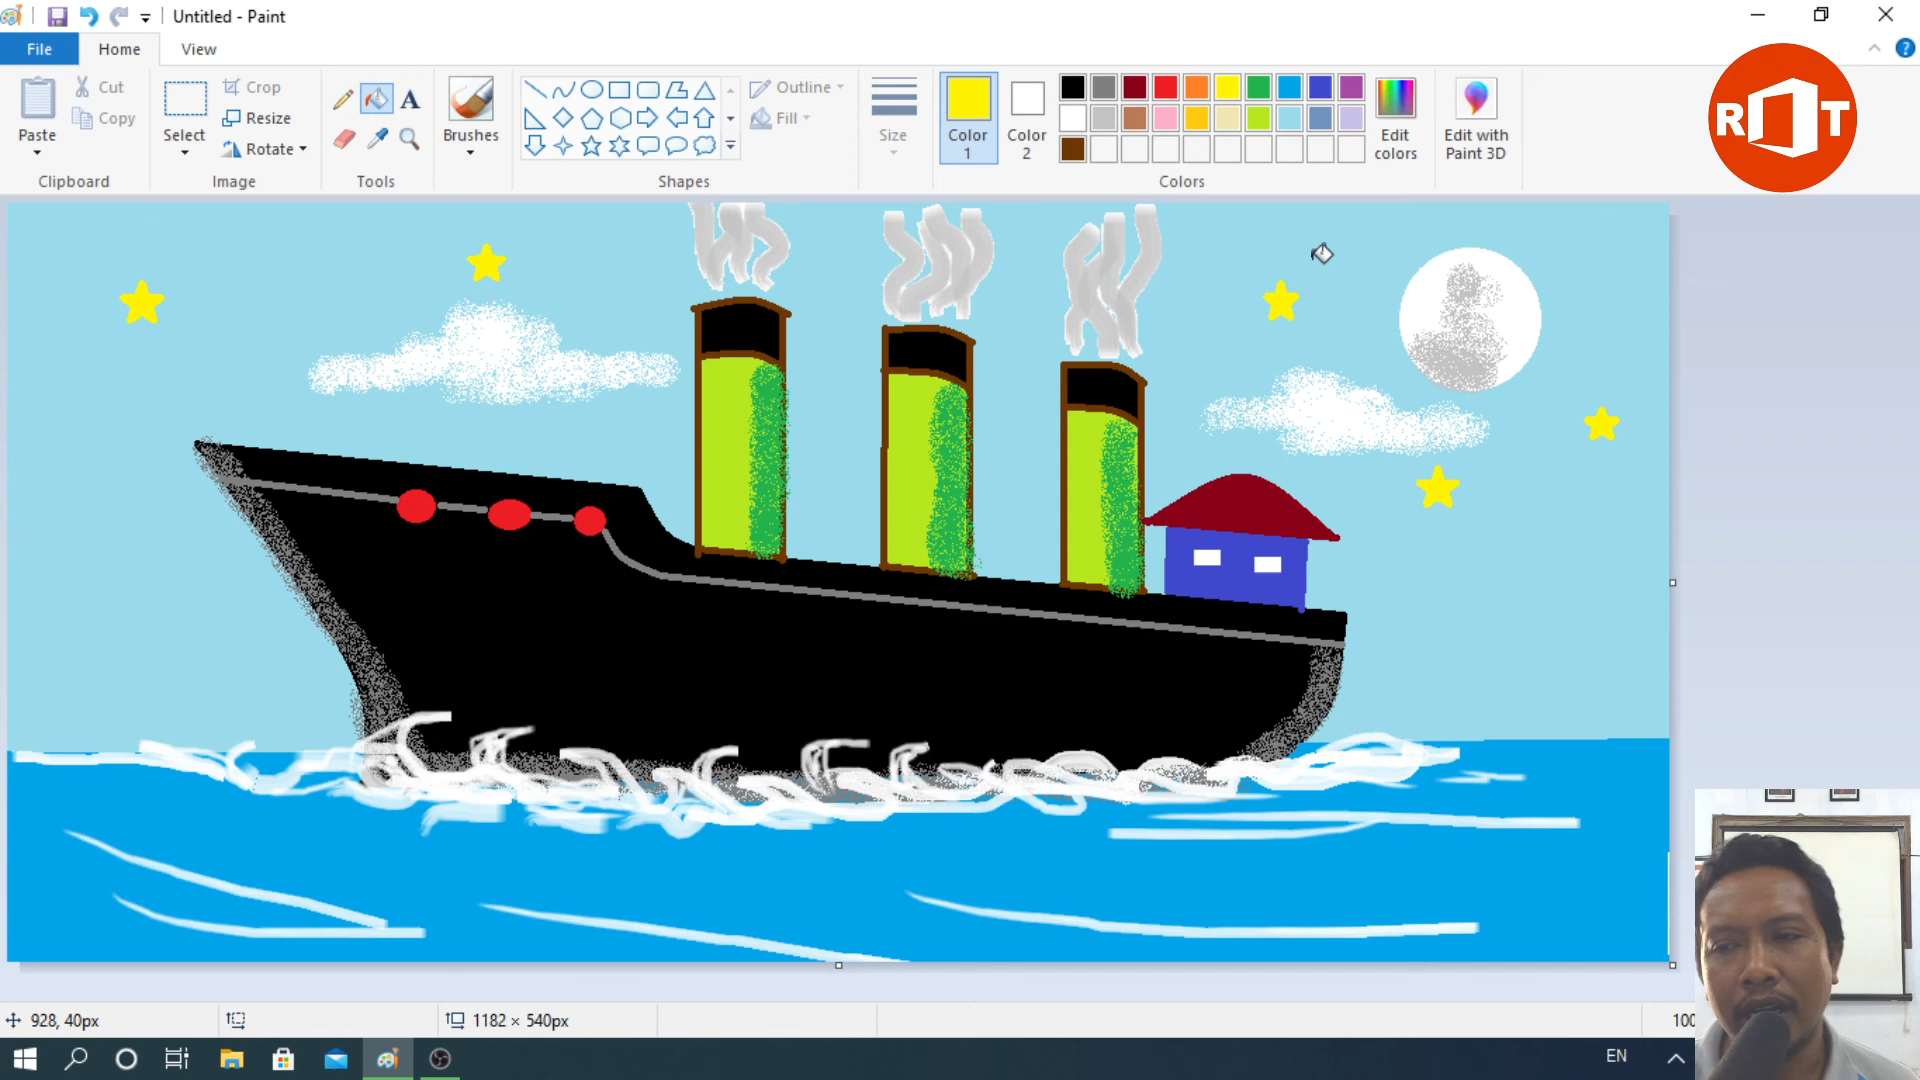 Untitled - Paint
File Home View
Paste
Cut
Copy
Clipboard
Select
Crop
Resize
Rotate
Image
A
Tools
Brushes
Shapes
Outline
Fill
Size
Color 1
Color 2
Colors
Edit colors
Edit with Paint 3D
?
R T
928, 40px
1182 × 540px
100
EN